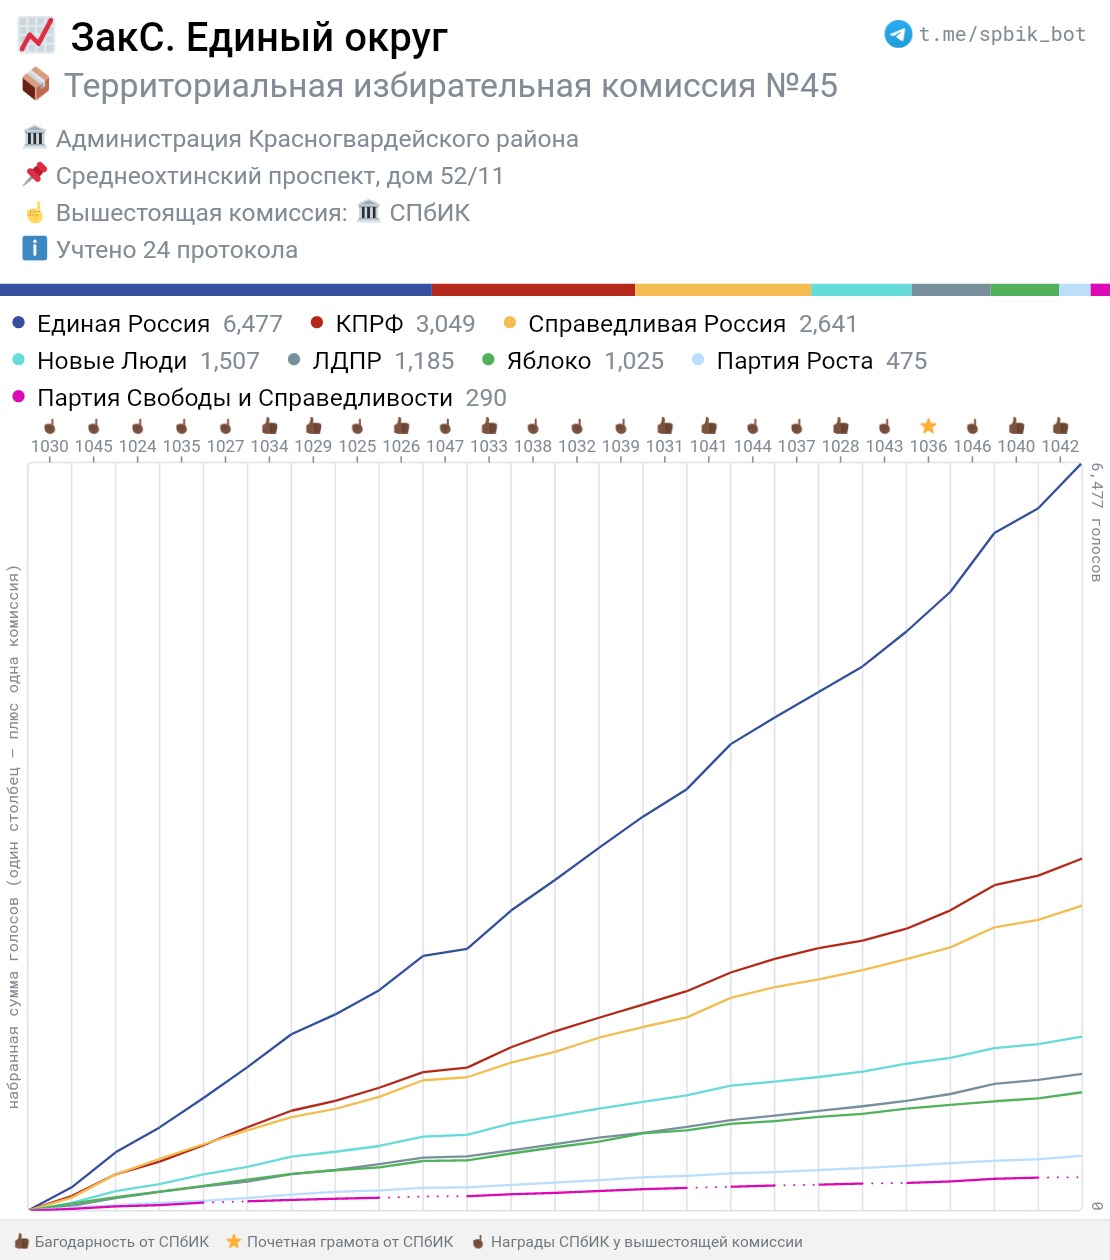 ЗакС. Единый округ
t.me/spbik_bot
Территориальная избирательная комиссия №45
Администрация Красногвардейского района
Среднеохтинский проспект, дом 52/11
Вышестоящая комиссия: СПбИК
Учтено 24 протокола
Единая Россия 6,477 КПРФ 3,049 Справедливая Россия 2,641
Новые Люди 1,507 ЛДПР 1,185 Яблоко 1,025 Партия Роста 475
Партия Свободы и Справедливости 290
1030 1045 1024 1035 1027 1034 1029 1025 1026 1047 1033 1038 1032 1039 1031 1041 1044 1037 1028 1043 1036 1046 1040 1042
6,477 голосов
набранная сумма голосов (один столбец – плюс одна комиссия)
0
Багодарность от СПбИК Почетная грамота от СПбИК Награды СПбИК у вышестоящей комиссии